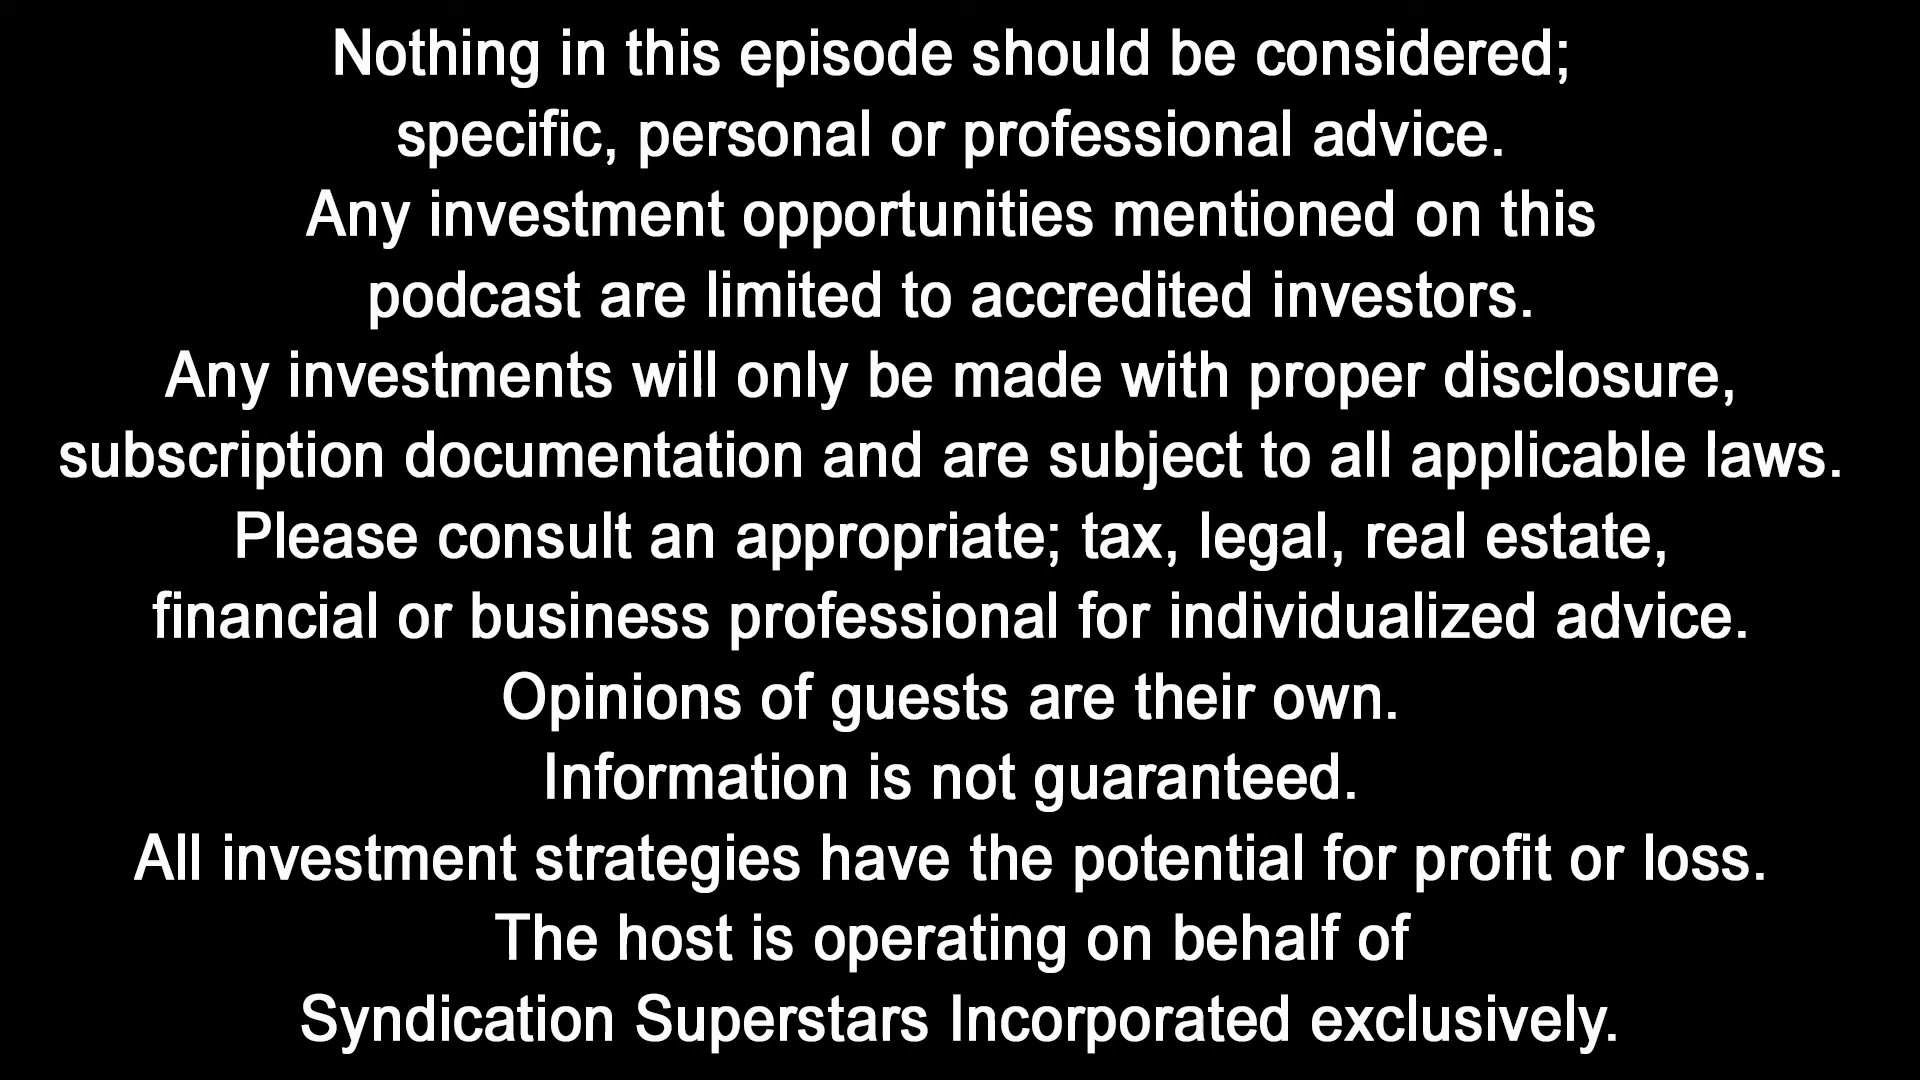 Nothing in this episode should be considered;
specific, personal or professional advice.
Any investment opportunities mentioned on this
podcast are limited to accredited investors.
Any investments will only be made with proper disclosure,
subscription documentation and are subject to all applicable laws.
Please consult an appropriate; tax, legal, real estate,
financial or business professional for individualized advice.
Opinions of guests are their own.
Information is not guaranteed.
All investment strategies have the potential for profit or loss.
The host is operating on behalf of
Syndication Superstars Incorporated exclusively.